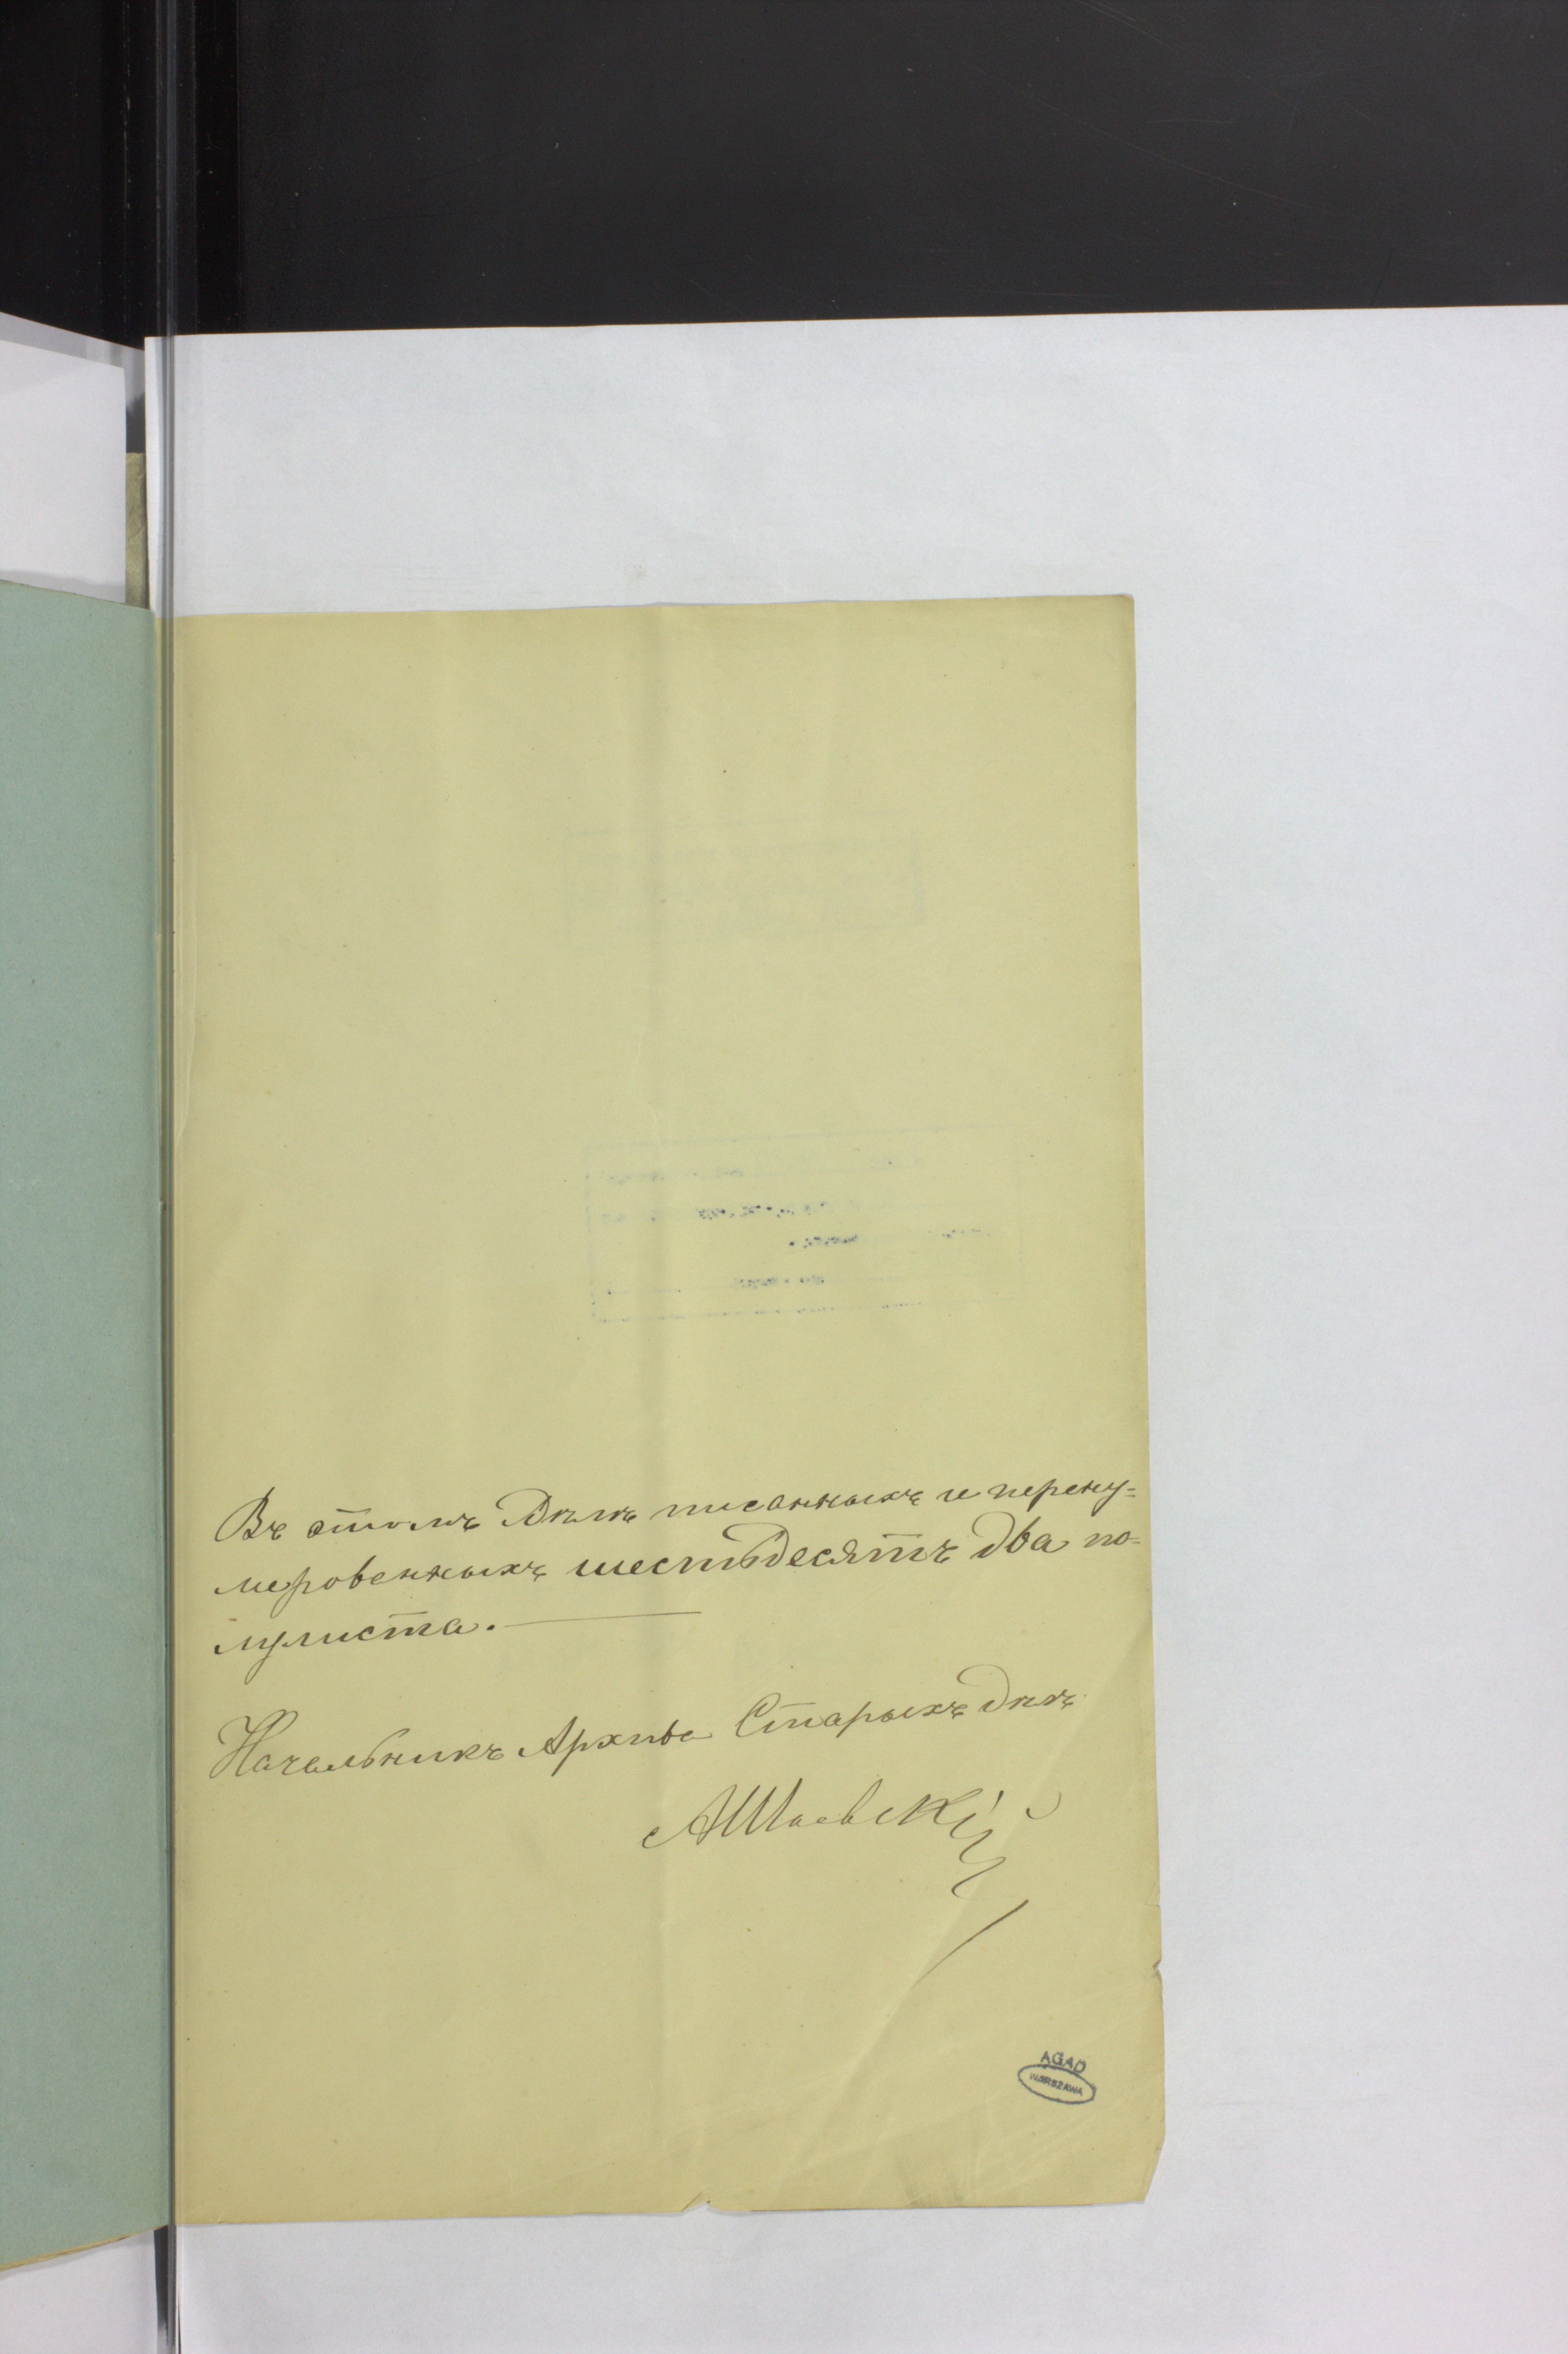 Въ этомъ Дѣлѣ писанныхъ и перену=
мерованныхъ шестьдесятъ два по-
лулиста.
Начальникъ Архива Старыхъ Дѣлъ
AGAD
WARSZAWA